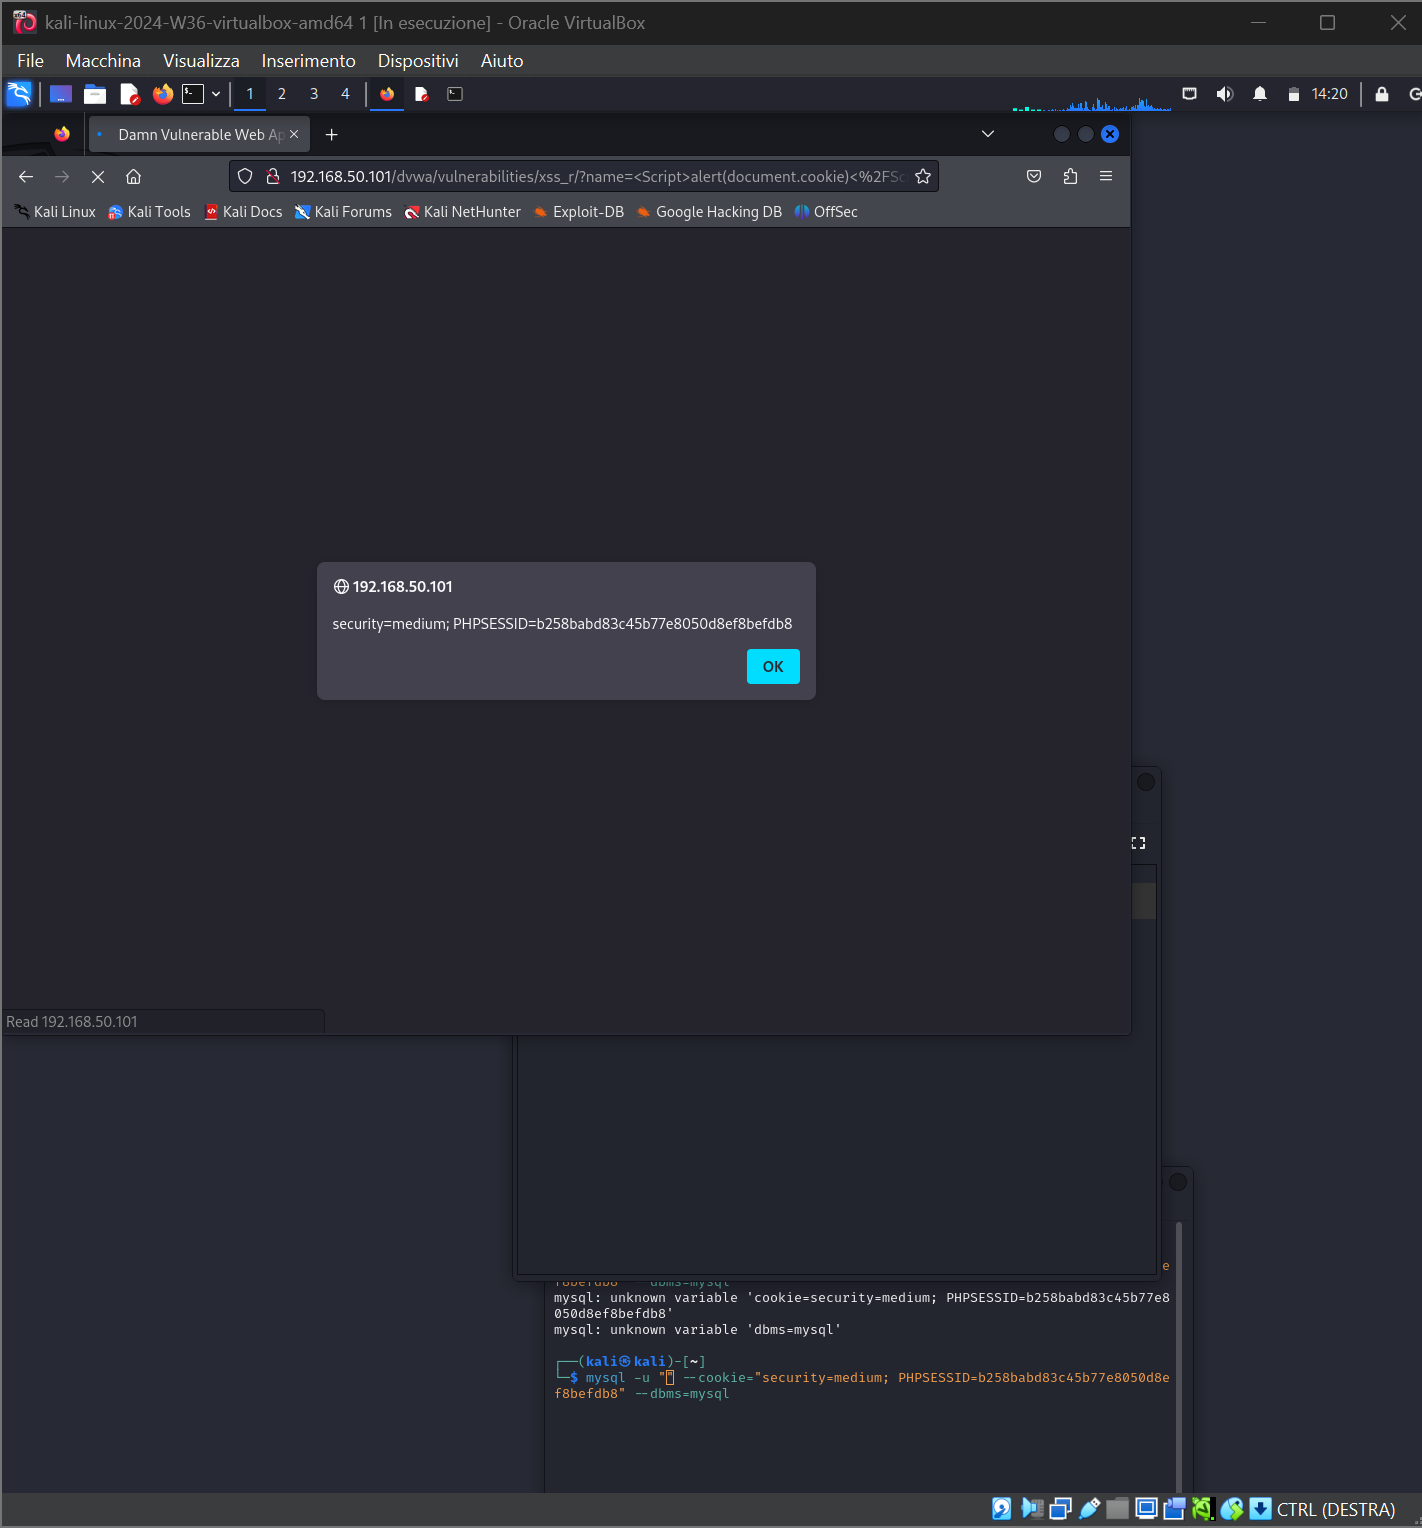 kali-linux-2024-W36-virtualbox-amd64 1 [In esecuzione] - Oracle VirtualBox
File Macchina Visualizza Inserimento Dispositivi Aiuto
1 2 3 4 14:20
Damn Vulnerable Web Ap
192.168.50.101/dvwa/vulnerabilities/xss_r/?name=<Script>alert(document.cookie)<%2FSc
Kali Linux Kali Tools Kali Docs Kali Forums Kali NetHunter Exploit-DB Google Hacking DB OffSec
192.168.50.101
security=medium; PHPSESSID=b258babd83c45b77e8050d8ef8befdb8
OK
Read 192.168.50.101
e
f8befdb8" --dbms=mysql
mysql: unknown variable 'cookie=security=medium; PHPSESSID=b258babd83c45b77e8
050d8ef8befdb8'
mysql: unknown variable 'dbms=mysql'
(kali㉿kali)-[~]
$ mysql -u "" --cookie="security=medium; PHPSESSID=b258babd83c45b77e8050d8e
f8befdb8" --dbms=mysql
CTRL (DESTRA)